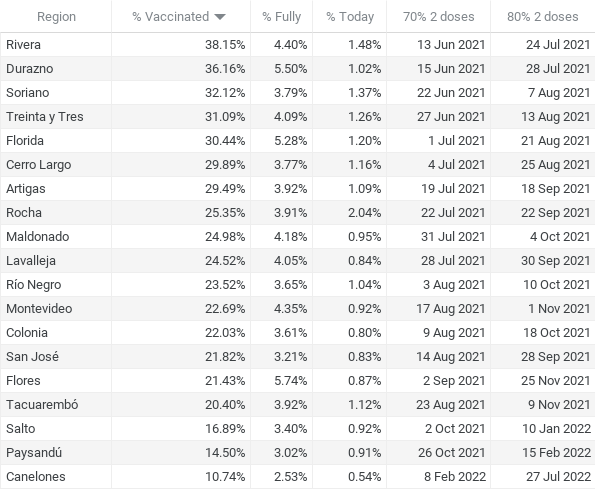 Region % Vaccinated % Fully % Today 70% 2 doses 80% 2 doses
Rivera 38.15% 4.40% 1.48% 13 Jun 2021 24 Jul 2021
Durazno 36.16% 5.50% 1.02% 15 Jun 2021 28 Jul 2021
Soriano 32.12% 3.79% 1.37% 22 Jun 2021 7 Aug 2021
Treinta y Tres 31.09% 4.09% 1.26% 27 Jun 2021 13 Aug 2021
Florida 30.44% 5.28% 1.20% 1 Jul 2021 21 Aug 2021
Cerro Largo 29.89% 3.77% 1.16% 4 Jul 2021 25 Aug 2021
Artigas 29.49% 3.92% 1.09% 19 Jul 2021 18 Sep 2021
Rocha 25.35% 3.91% 2.04% 22 Jul 2021 22 Sep 2021
Maldonado 24.98% 4.18% 0.95% 31 Jul 2021 4 Oct 2021
Lavalleja 24.52% 4.05% 0.84% 28 Jul 2021 30 Sep 2021
Río Negro 23.52% 3.65% 1.04% 3 Aug 2021 10 Oct 2021
Montevideo 22.69% 4.35% 0.92% 17 Aug 2021 1 Nov 2021
Colonia 22.03% 3.61% 0.80% 9 Aug 2021 18 Oct 2021
San José 21.82% 3.21% 0.83% 14 Aug 2021 28 Sep 2021
Flores 21.43% 5.74% 0.87% 2 Sep 2021 25 Nov 2021
Tacuarembó 20.40% 3.92% 1.12% 23 Aug 2021 9 Nov 2021
Salto 16.89% 3.40% 0.92% 2 Oct 2021 10 Jan 2022
Paysandú 14.50% 3.02% 0.91% 26 Oct 2021 15 Feb 2022
Canelones 10.74% 2.53% 0.54% 8 Feb 2022 27 Jul 2022